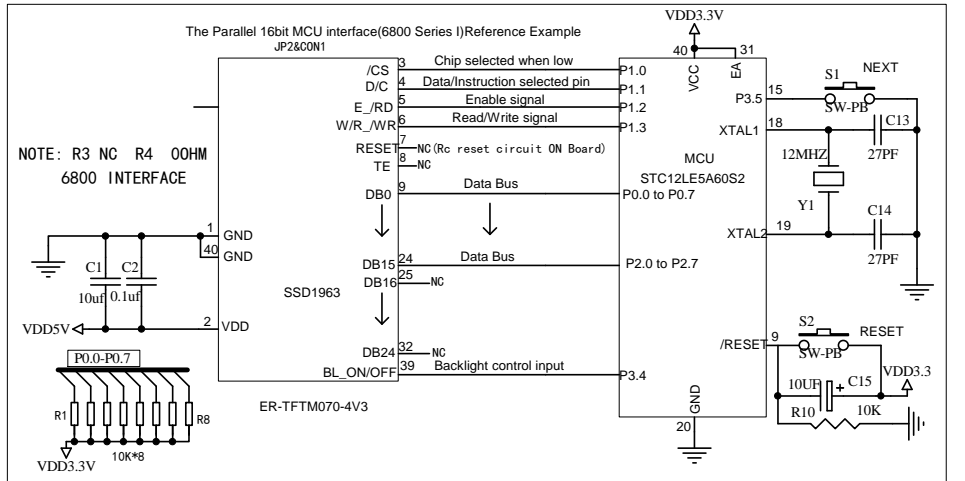 The Parallel 16bit MCU interface(6800 Series I)Reference Example
JP2&CON1
VDD3.3V
40
31
VCC
EA
/CS
3
Chip selected when low
P1.0
D/C
4
Data/Instruction selected pin
P1.1
E_/RD
5
Enable signal
P1.2
W/R_/WR
6
Read/Write signal
P1.3
RESET
7
NC(Rc reset circuit ON Board)
TE
8
NC
DB0
9
Data Bus
P0.0 to P0.7
DB15
24
Data Bus
P2.0 to P2.7
DB16
25
NC
DB24
32
NC
BL_ON/OFF
39
Backlight control input
P3.4
SSD1963
ER-TFTM070-4V3
NOTE: R3 NC R4 0OHM
6800 INTERFACE
1
GND
40
GND
C1
10uf
C2
0.1uf
VDD5V
2
VDD
P0.0-P0.7
R1
R8
10K*8
VDD3.3V
MCU
STC12LE5A60S2
P3.5
15
S1
NEXT
SW-PB
XTAL1
18
C13
27PF
12MHZ
Y1
XTAL2
19
C14
27PF
/RESET
9
S2
RESET
SW-PB
10UF
+
C15
VDD3.3
R10
10K
GND
20